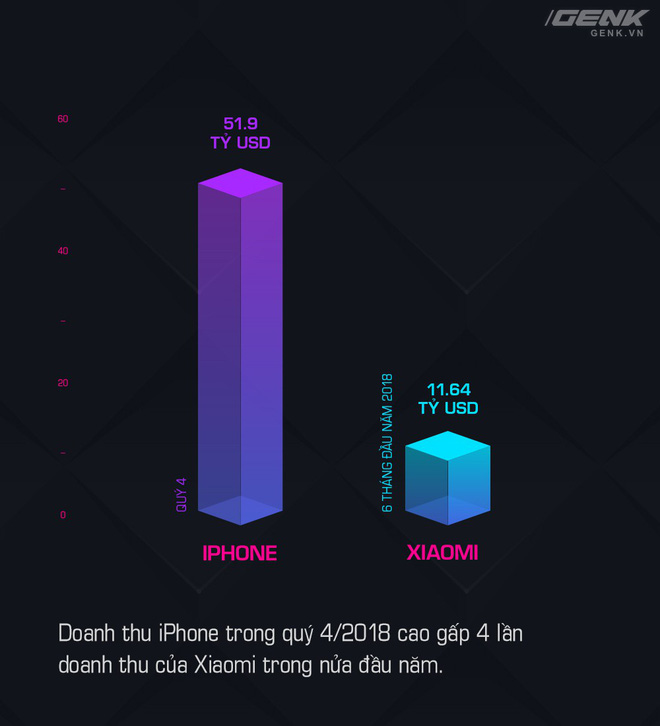 GENK
GENK.VN
60
51.9
TỶ USD
–
40
–
20
–
0
QUÝ 4
6 THÁNG ĐẦU NĂM 2018
11.64
TỶ USD
IPHONE
XIAOMI
Doanh thu iPhone trong quý 4/2018 cao gấp 4 lần
doanh thu của Xiaomi trong nửa đầu năm.